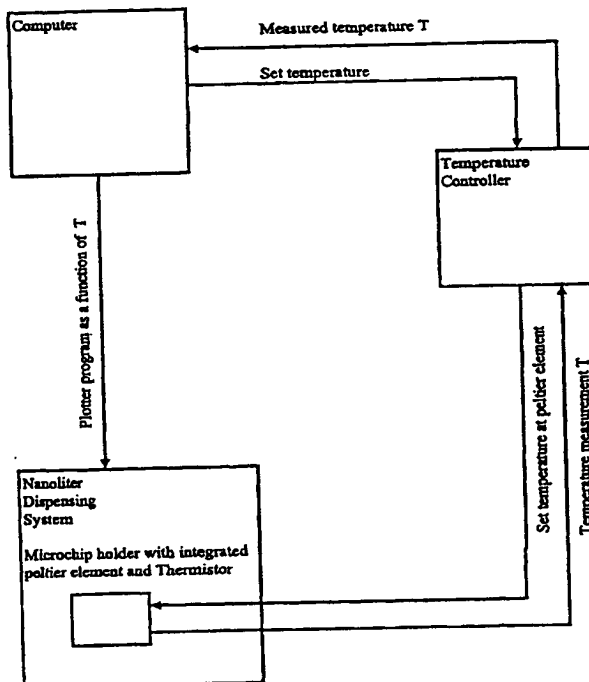 Computer
Measured temperature T
Set temperature
Temperature
Controller
Plotter program as a function of T
Set temperature at peltier element
Temperature measurement T
Nanoliter
Dispensing
System
Microchip holder with integrated
peltier element and Thermistor